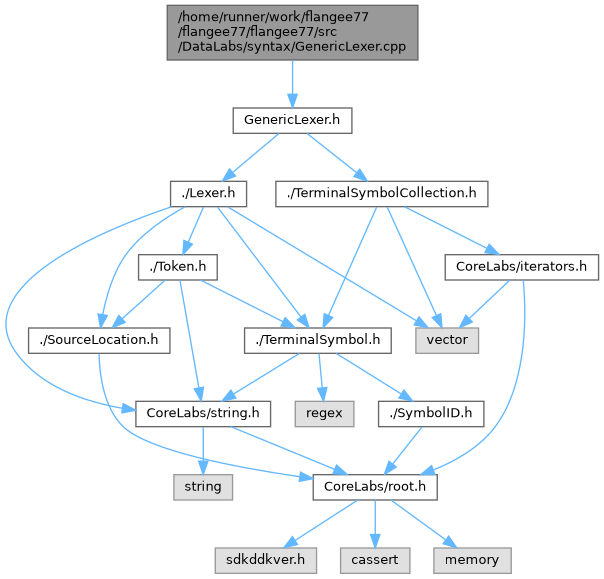 /home/runner/work/flangee77
/flangee77/flangee77/src
/DataLabs/syntax/GenericLexer.cpp
GenericLexer.h
./Lexer.h
./TerminalSymbolCollection.h
./Token.h
CoreLabs/iterators.h
./SourceLocation.h
./TerminalSymbol.h
vector
CoreLabs/string.h
regex
./SymbolID.h
string
CoreLabs/root.h
sdkddkver.h
cassert
memory